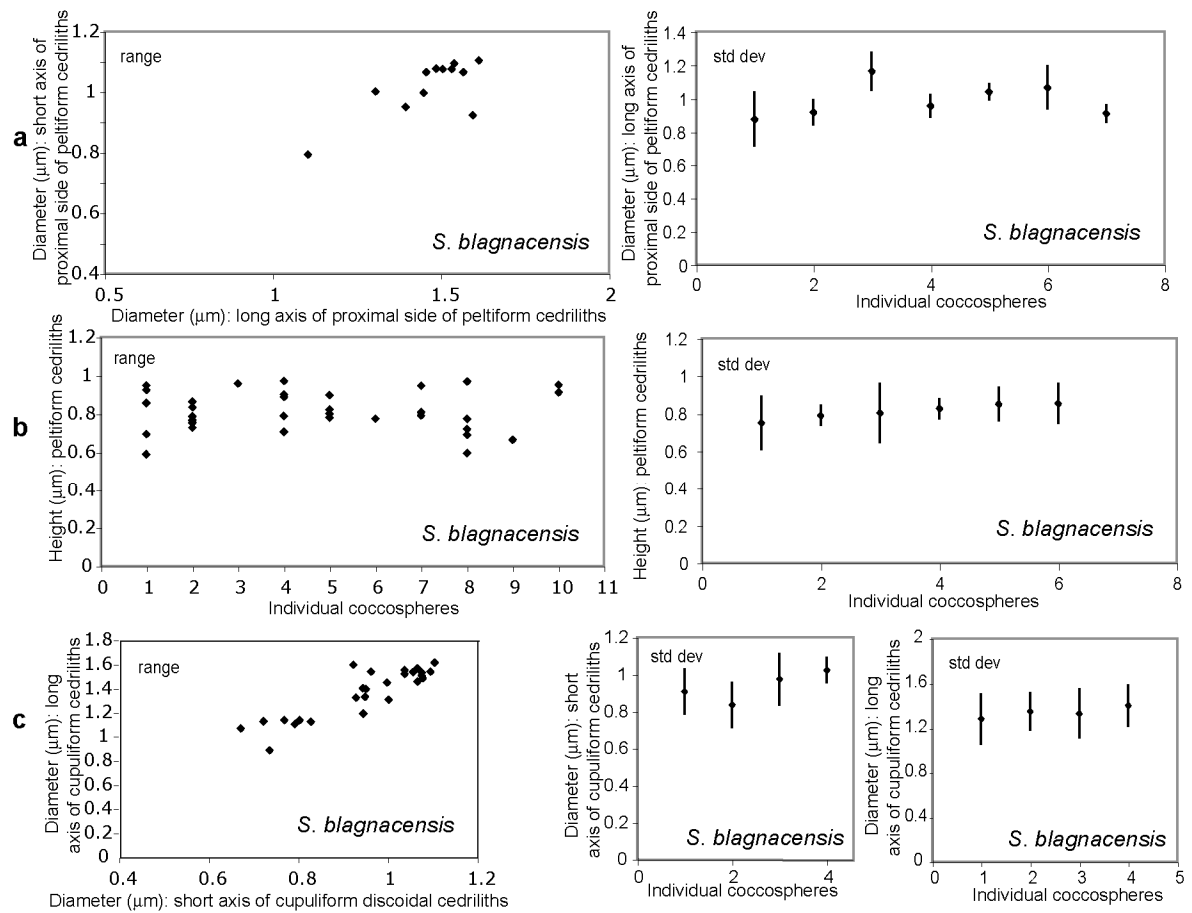 a
Diameter (μm): short axis of
proximal side of peltiform cedriliths
1.2
1
0.8
0.6
0.4
range
S. blagnacensis
0.5
1
1.5
2
Diameter (μm): long axis of proximal side of peltiform cedriliths
Diameter (μm): long axis of
proximal side of peltiform cedriliths
1.4
1.2
1
0.8
0.6
0.4
0.2
0
std dev
S. blagnacensis
0
2
4
6
8
Individual coccospheres
b
Height (μm): peltiform cedriliths
1.2
1
0.8
0.6
0.4
0.2
0
range
S. blagnacensis
0
1
2
3
4
5
6
7
8
9
10
11
Individual coccospheres
Height (μm): peltiform cedriliths
1.2
1
0.8
0.6
0.4
0.2
0
std dev
S. blagnacensis
0
2
4
6
8
Individual coccospheres
c
Diameter (μm): long
axis of cupuliform cedriliths
1.8
1.6
1.4
1.2
1
0.8
0.6
0.4
0.2
0
range
S. blagnacensis
0.4
0.6
0.8
1
1.2
Diameter (μm): short axis of cupuliform discoidal cedriliths
Diameter (μm): short
axis of cupuliform cedriliths
1.2
1
0.8
0.6
0.4
0.2
0
std dev
S. blagnacensis
0
2
4
Individual coccospheres
Diameter (μm): long
axis of cupuliform cedriliths
2
1.6
1.2
0.8
0.4
0
std dev
S. blagnacensis
0
1
2
3
4
5
Individual coccospheres